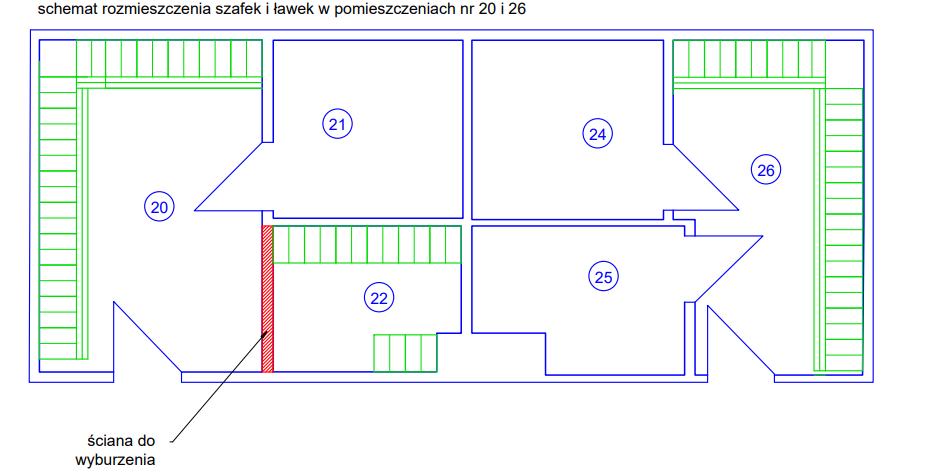 schemat rozmieszczenia szafek i ławek w pomieszczeniach nr 20 i 26
21
24
26
20
25
22
ściana do
wyburzenia